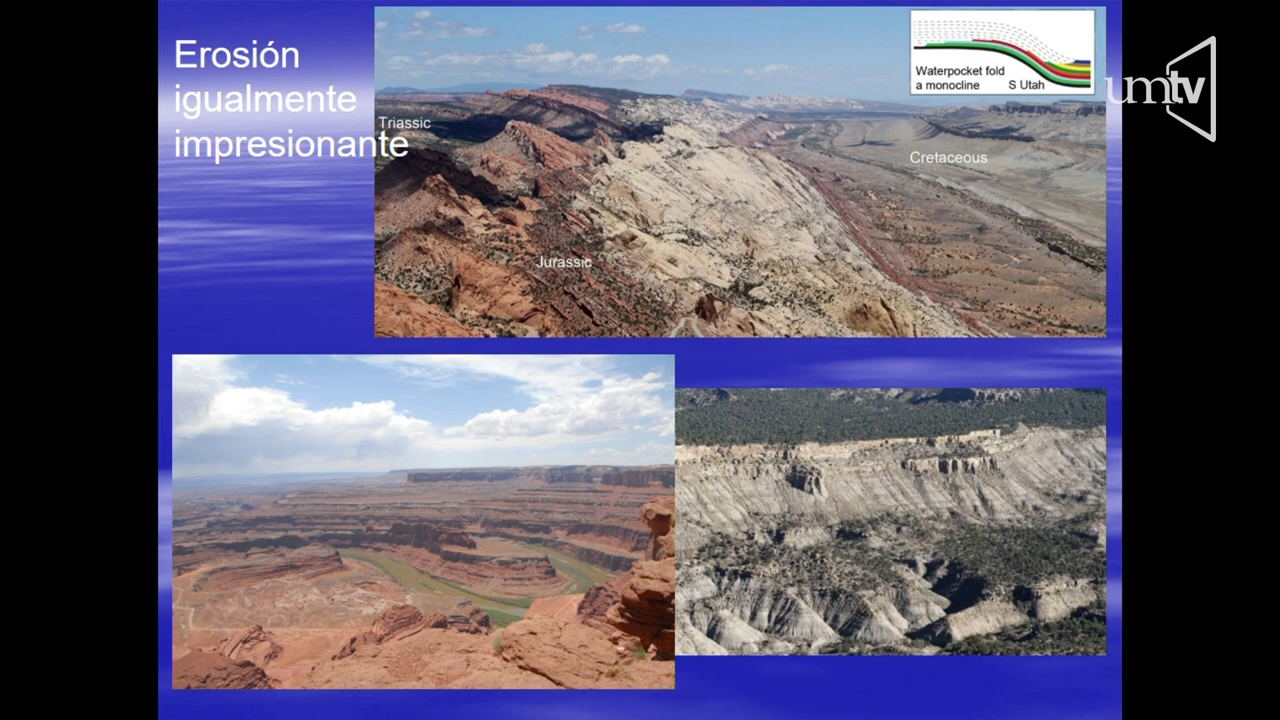 Erosión
igualmente
impresionante
Triassic
Jurassic
Cretaceous
Waterpocket fold
a monocline S Utah
umtv